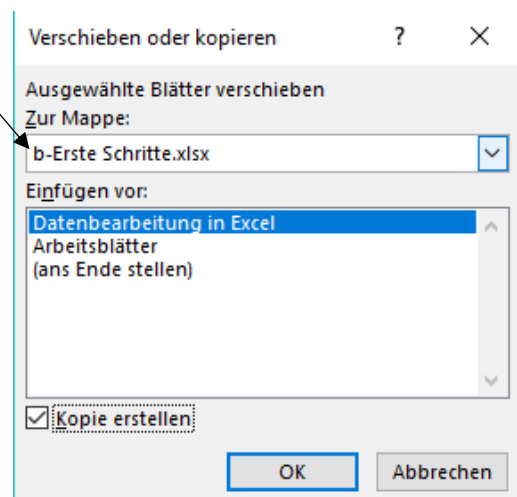 Verschieben oder kopieren ? ×
Ausgewählte Blätter verschieben
Zur Mappe:
b-Erste Schritte.xlsx
Einfügen vor:
Datenbearbeitung in Excel
Arbeitsblätter
(ans Ende stellen)
Kopie erstellen
OK Abbrechen